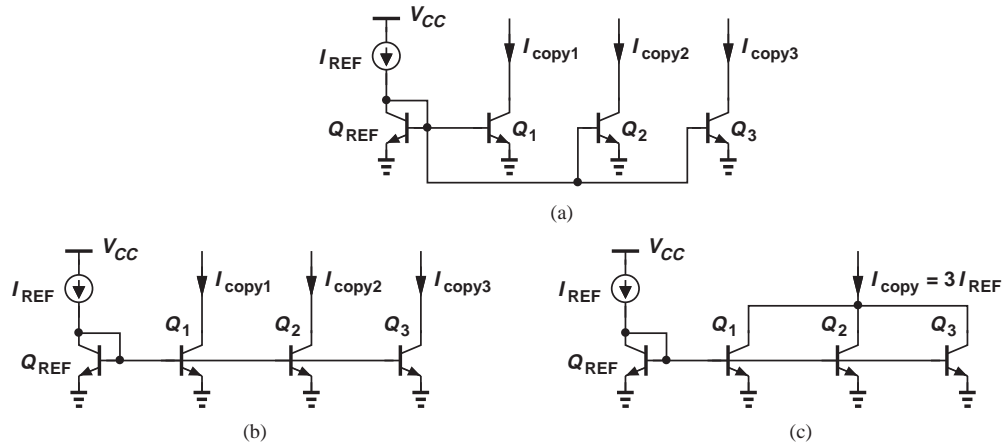 V_CC
I_REF
I_copy1
I_copy2
I_copy3
Q_REF
Q_1
Q_2
Q_3
(a)
V_CC
I_REF
I_copy1
I_copy2
I_copy3
Q_1
Q_2
Q_3
Q_REF
(b)
V_CC
I_REF
I_copy = 3 I_REF
Q_1
Q_2
Q_3
Q_REF
(c)